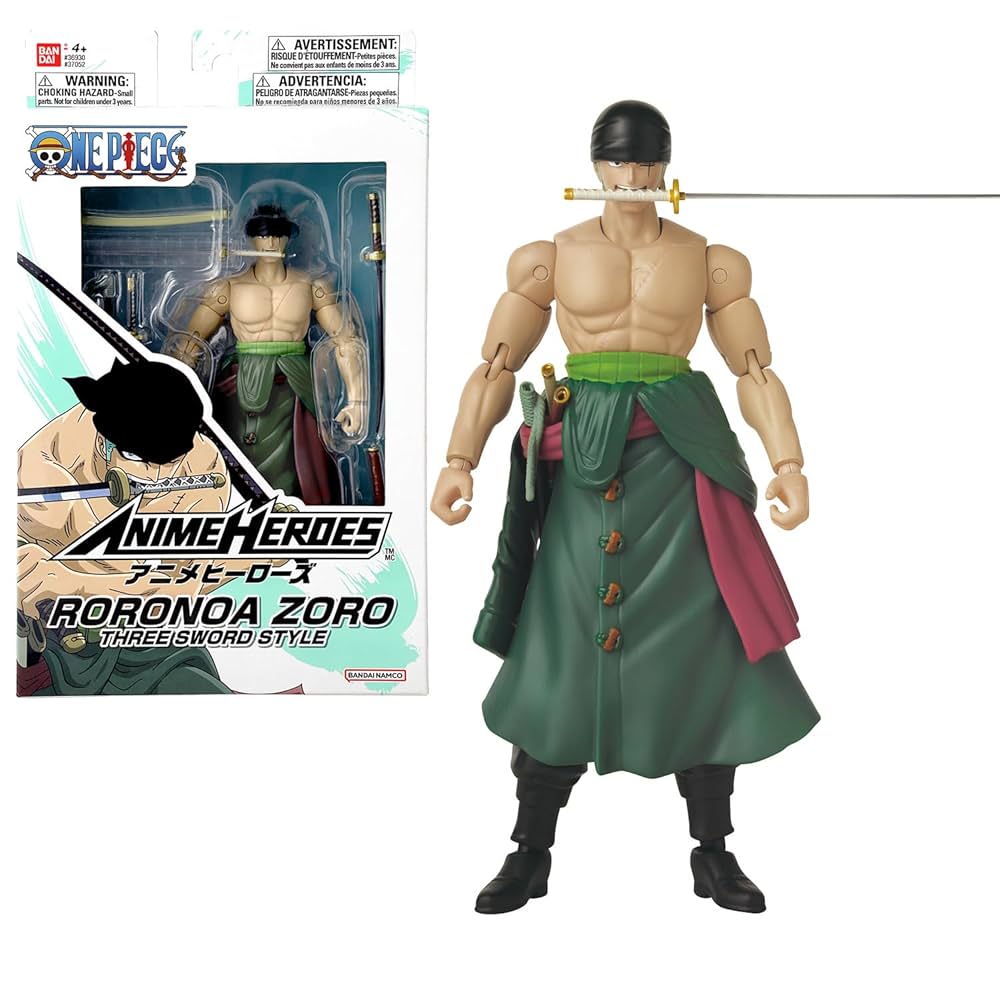 BAN
DAI
4+
#36930
#37052
WARNING:
CHOKING HAZARD-Small
parts. Not for children under 3 years.
AVERTISSEMENT:
RISQUE D'ÉTOUFFEMENT-Petites pièces.
Ne convient pas aux enfants de moins de 3 ans.
ADVERTENCIA:
PELIGRO DE ATRAGANTARSE-Piezas pequeñas.
No se recomienda para niños menores de 3 años.
ONE PIECE
ANIME HEROES
TM
MC
アニメヒーローズ
RORONOA ZORO
THREE SWORD STYLE
BANDAI NAMCO